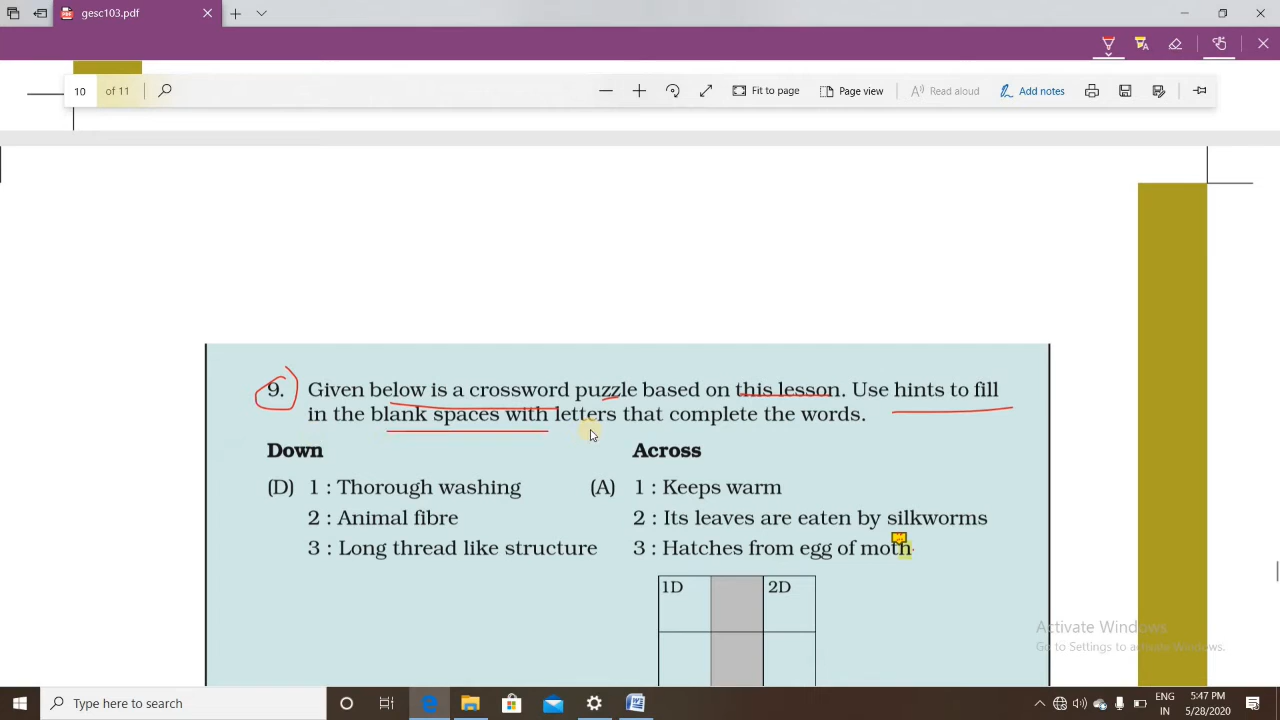 gesc103.pdf
10 of 11 Fit to page Page view Read aloud Add notes
9. Given below is a crossword puzzle based on this lesson. Use hints to fill
in the blank spaces with letters that complete the words.
Down Across
(D) 1 : Thorough washing (A) 1 : Keeps warm
2 : Animal fibre 2 : Its leaves are eaten by silkworms
3 : Long thread like structure 3 : Hatches from egg of moth
1D 2D
Activate Windows
Go to Settings to activate Windows.
Type here to search
ENG 5:47 PM
IN 5/28/2020